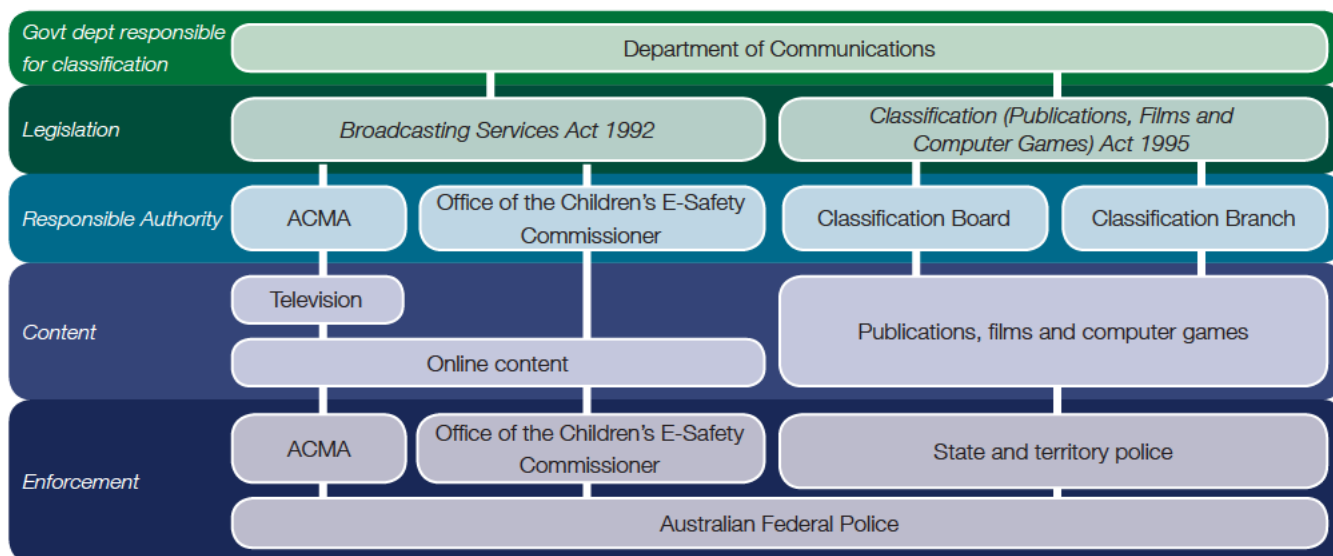 Govt dept responsible
for classification
Department of Communications
Legislation
Broadcasting Services Act 1992
Classification (Publications, Films and
Computer Games) Act 1995
Responsible Authority
ACMA
Office of the Children's E-Safety
Commissioner
Classification Board
Classification Branch
Content
Television
Online content
Publications, films and computer games
Enforcement
ACMA
Office of the Children's E-Safety
Commissioner
State and territory police
Australian Federal Police